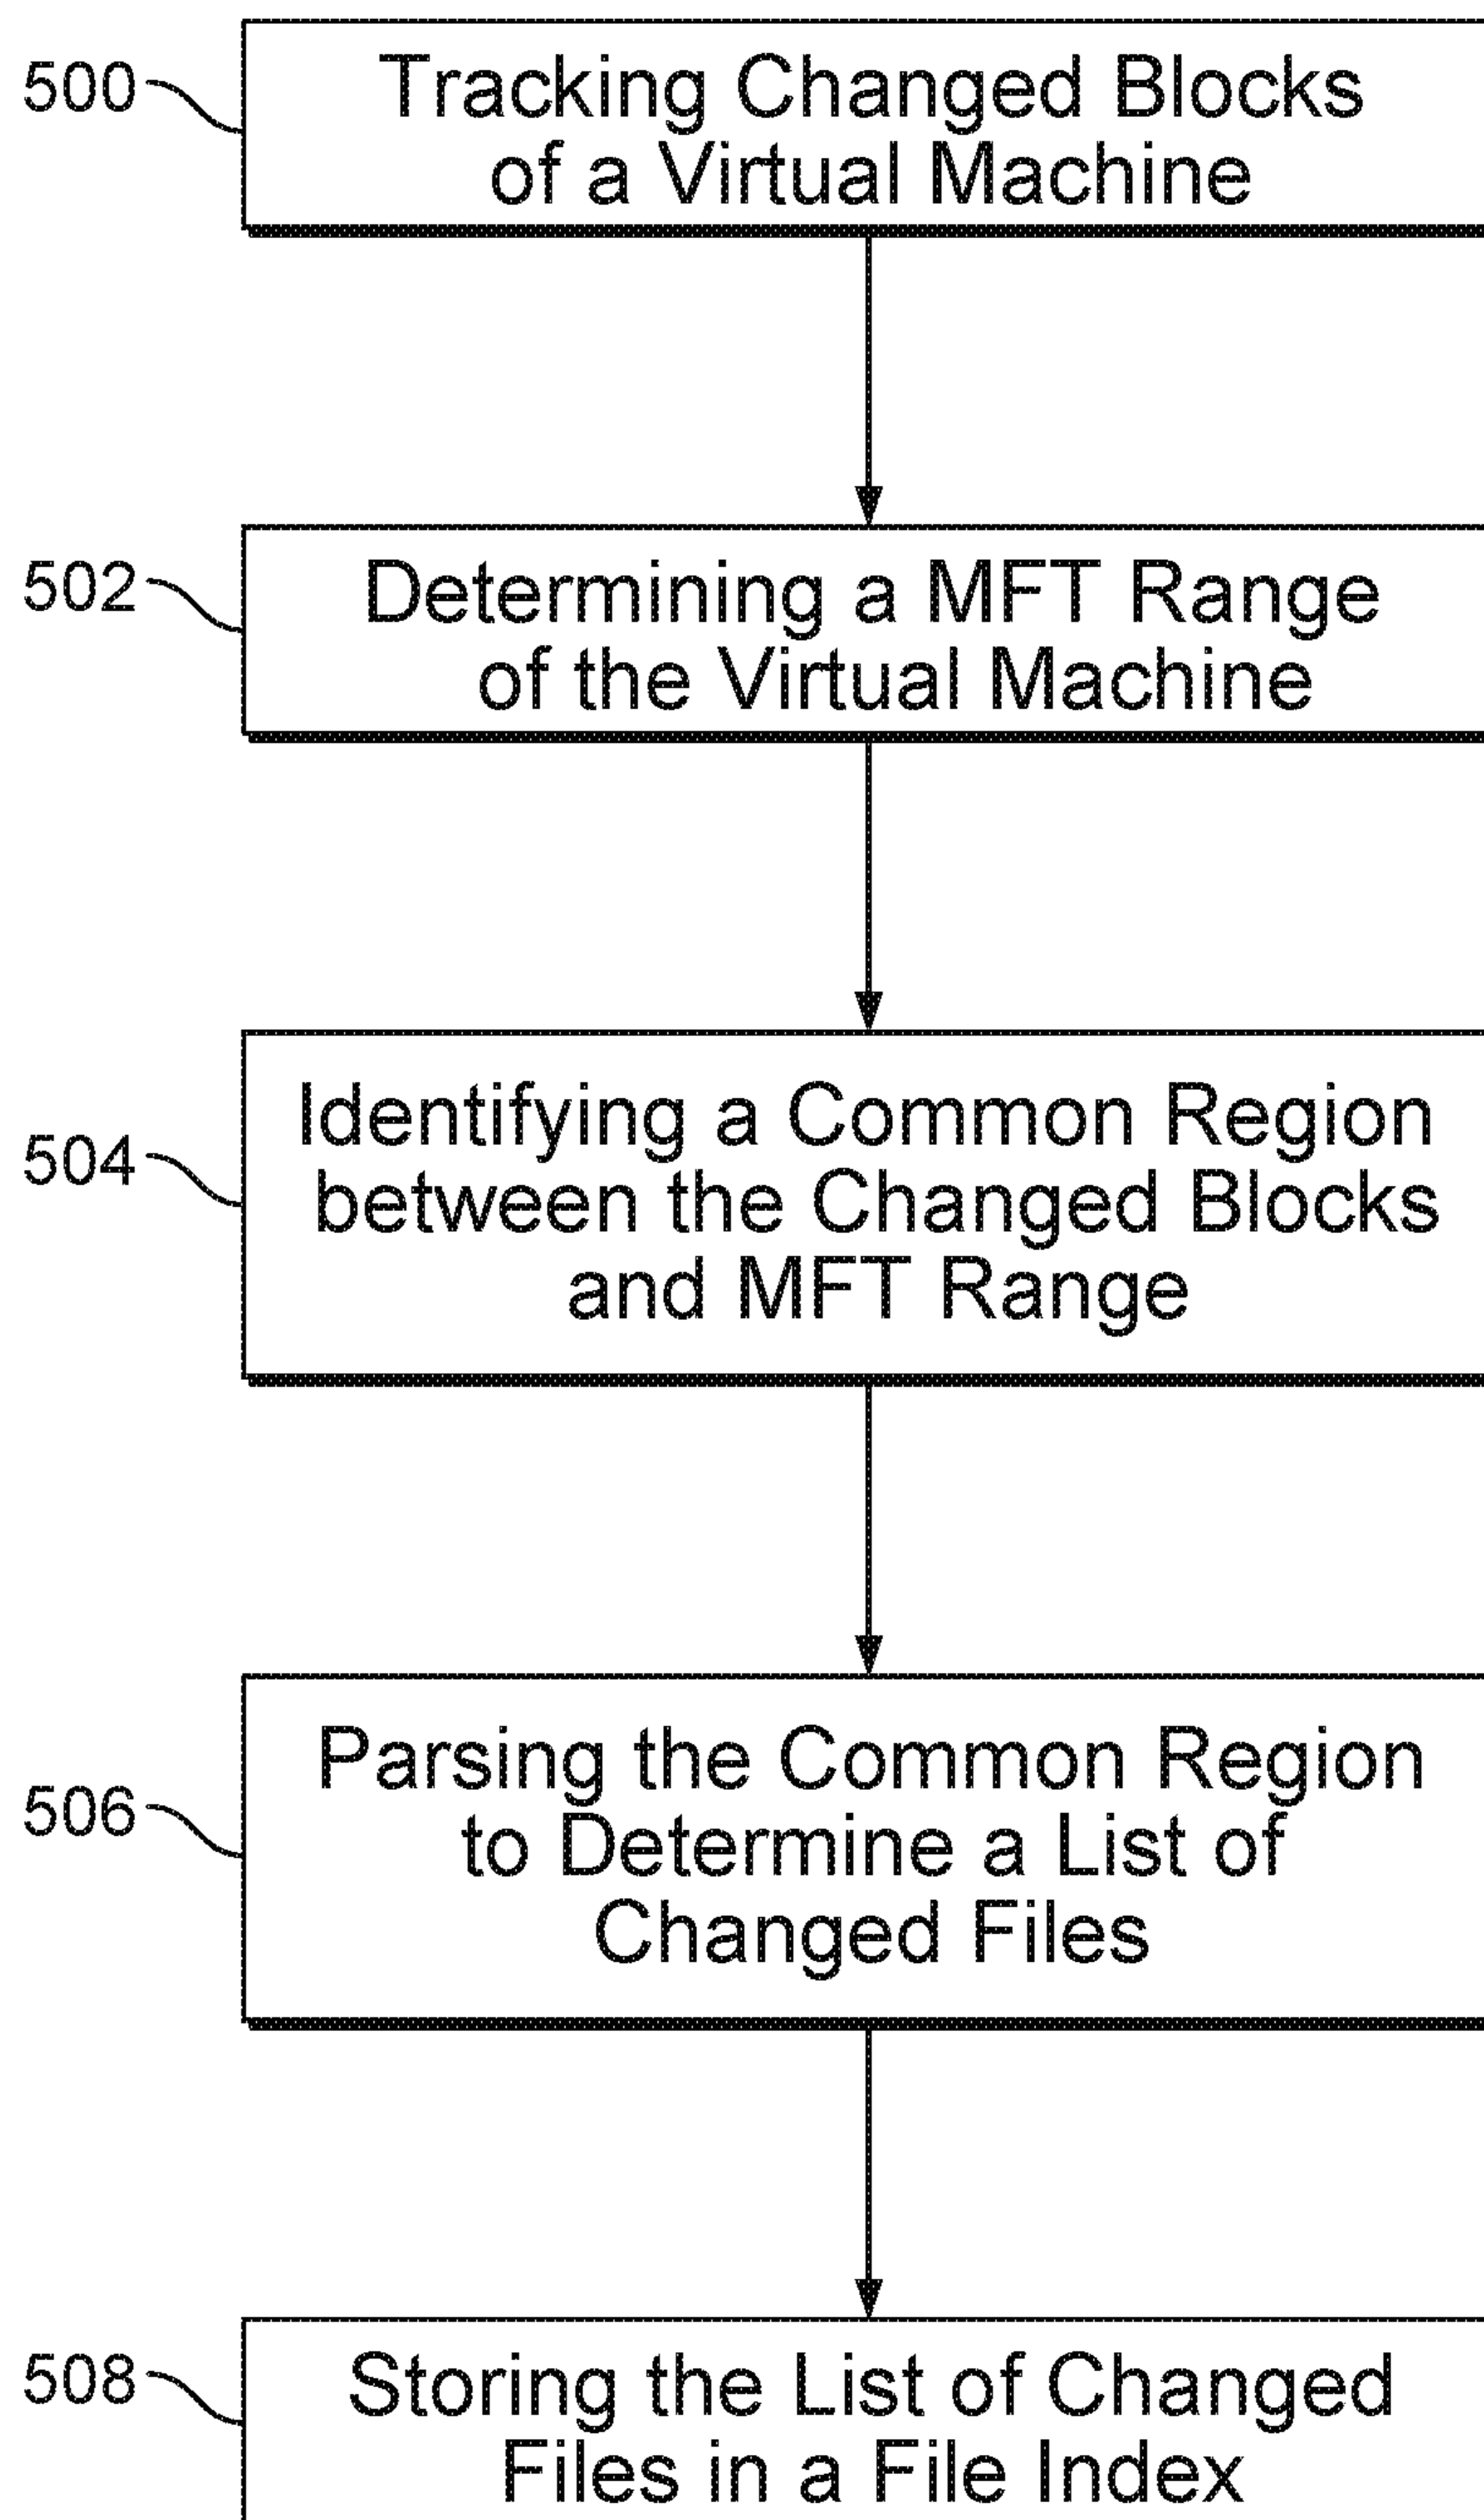 500
Tracking Changed Blocks
of a Virtual Machine
502
Determining a MFT Range
of the Virtual Machine
504
Identifying a Common Region
between the Changed Blocks
and MFT Range
506
Parsing the Common Region
to Determine a List of
Changed Files
508
Storing the List of Changed
Files in a File Index